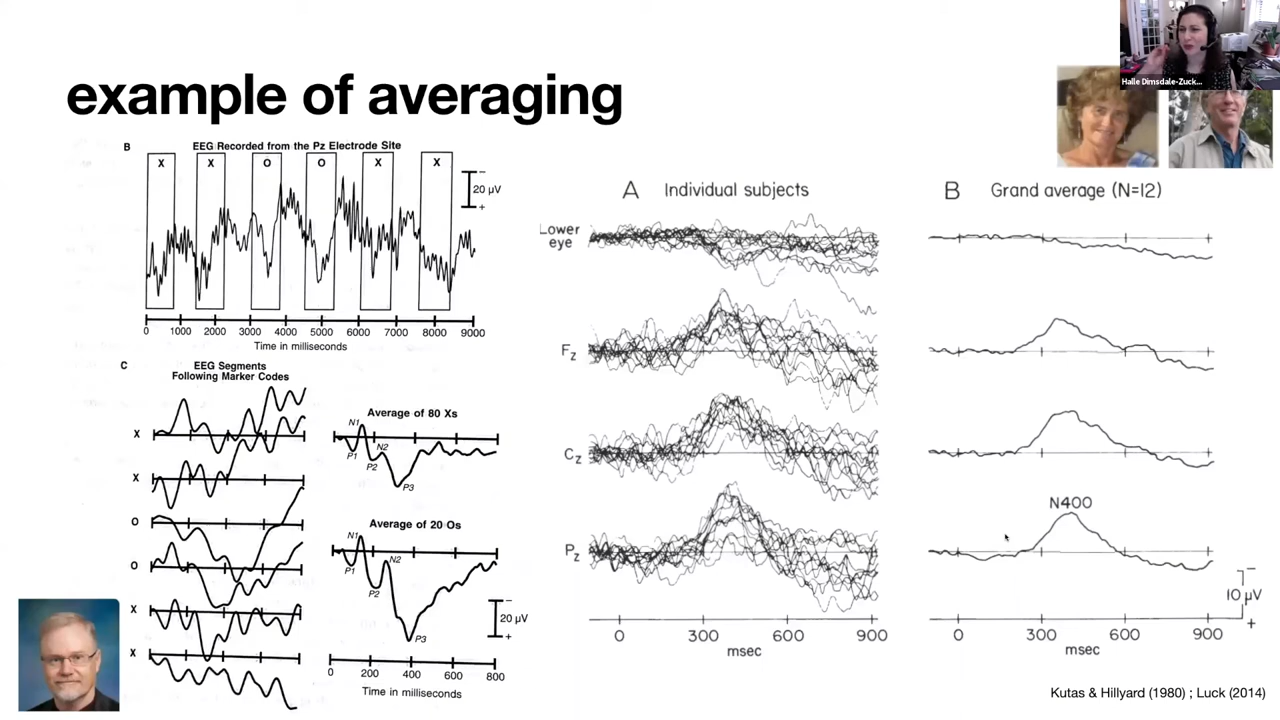 Halle Dimsdale-Zuck...
example of averaging
B
EEG Recorded from the Pz Electrode Site
X X O O X X
−
20 µV
+
0 1000 2000 3000 4000 5000 6000 7000 8000 9000
Time in milliseconds
C
EEG Segments
Following Marker Codes
X
X
O
O
X
X
Average of 80 Xs
N1
P1
P2
N2
P3
Average of 20 Os
N1
P1
P2
N2
P3
−
20 µV
+
0 200 400 600 800
Time in milliseconds
A Individual subjects
Lower
eye
Fz
Cz
Pz
0 300 600 900
msec
B Grand average (N=12)
N400
−
10 µV
+
0 300 600 900
msec
Kutas & Hillyard (1980) ; Luck (2014)